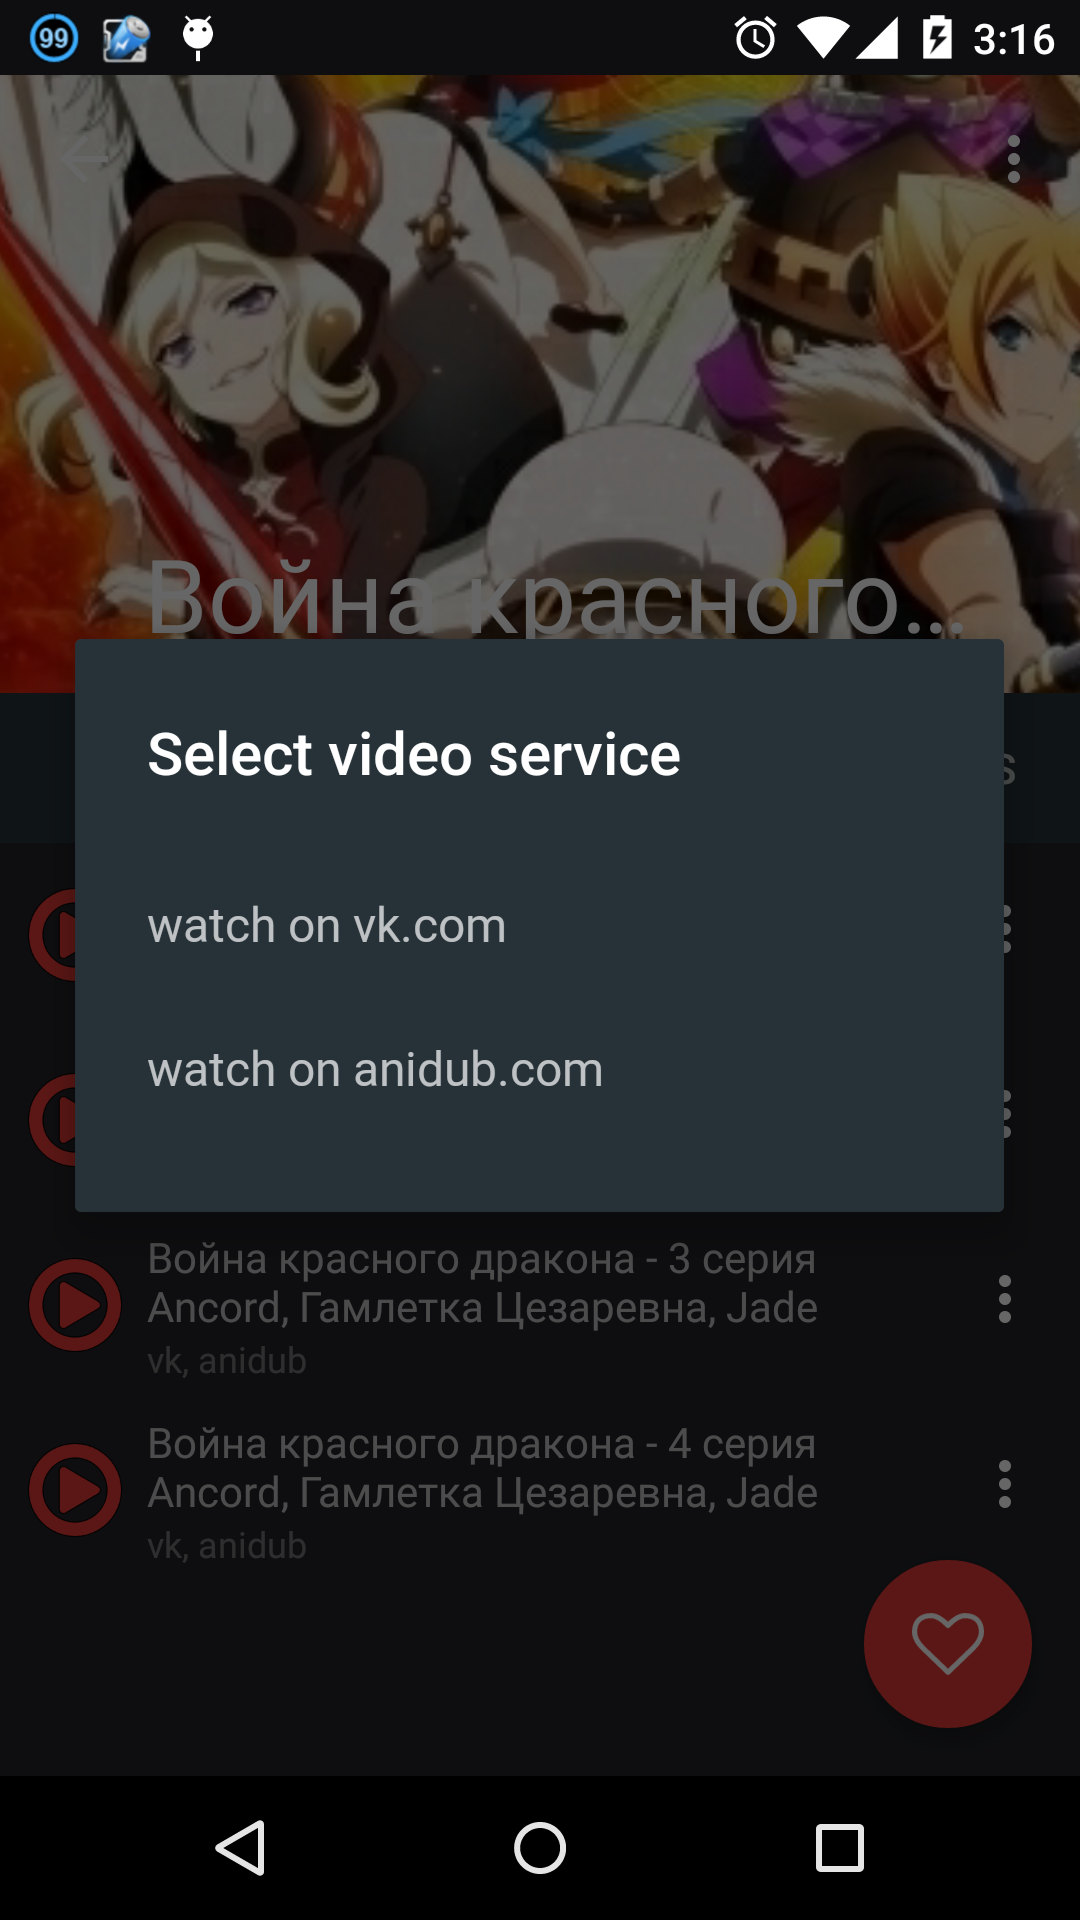 99
3:16
Война красного...
Select video service
s
watch on vk.com
watch on anidub.com
Война красного дракона - 3 серия
Ancord, Гамлетка Цезаревна, Jade
vk, anidub
Война красного дракона - 4 серия
Ancord, Гамлетка Цезаревна, Jade
vk, anidub